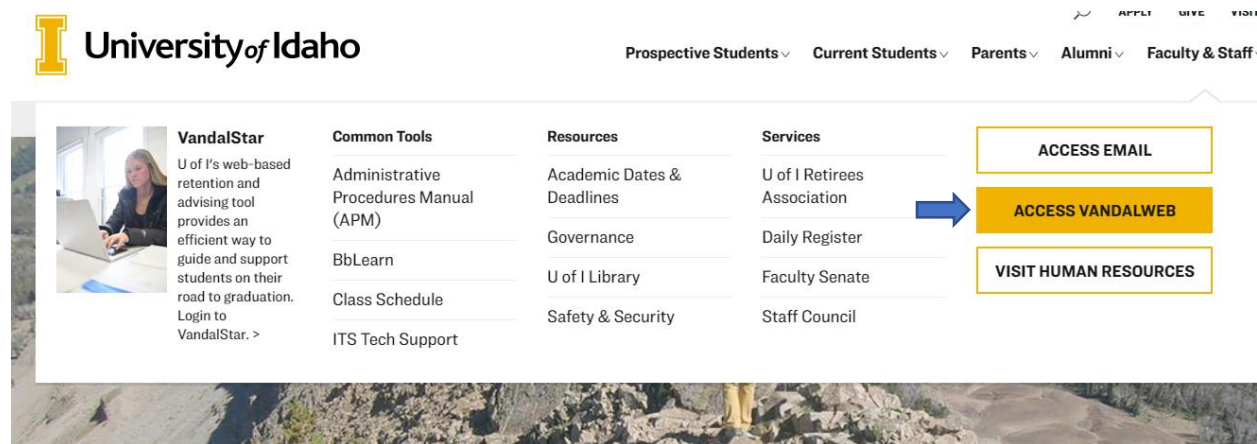 APPLY GIVE VISIT
I University of Idaho
Prospective Students Current Students Parents Alumni Faculty & Staff
VandalStar
U of I's web-based
retention and
advising tool
provides an
efficient way to
guide and support
students on their
road to graduation.
Login to
VandalStar. >
Common Tools
Administrative
Procedures Manual
(APM)
BbLearn
Class Schedule
ITS Tech Support
Resources
Academic Dates &
Deadlines
Governance
U of I Library
Safety & Security
Services
U of I Retirees
Association
Daily Register
Faculty Senate
Staff Council
ACCESS EMAIL
ACCESS VANDALWEB
VISIT HUMAN RESOURCES